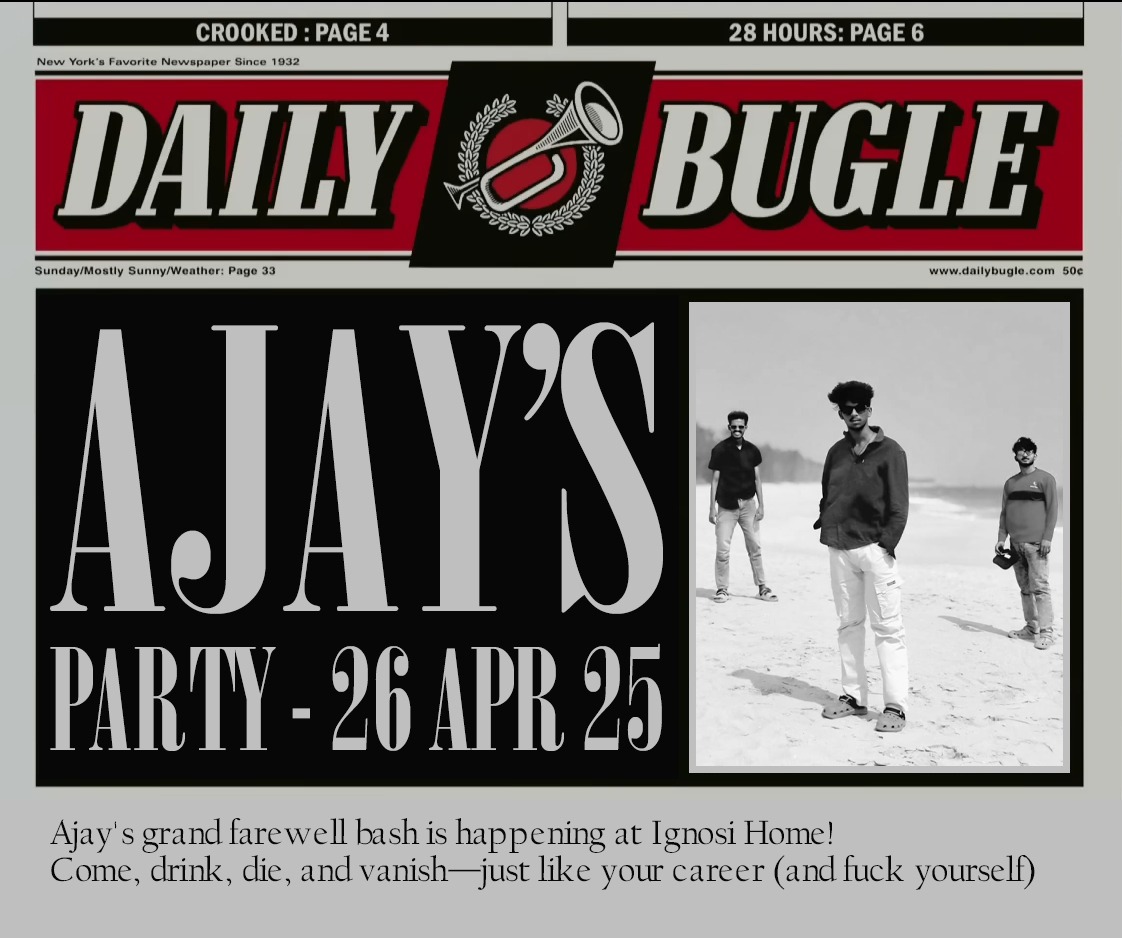 CROOKED : PAGE 4
28 HOURS: PAGE 6
New York's Favorite Newspaper Since 1932
DAILY BUGLE
Sunday/Mostly Sunny/Weather: Page 33
www.dailybugle.com 50¢
AJAY'S
PARTY - 26 APR 25
Ajay's grand farewell bash is happening at Ignosi Home!
Come, drink, die, and vanish—just like your career (and fuck yourself)